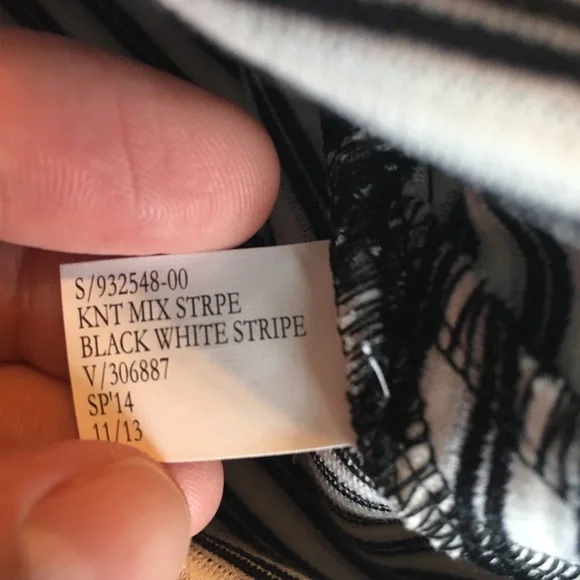 S/932548-00
KNT MIX STRPE
BLACK WHITE STRIPE
V/306887
SP'14
11/13